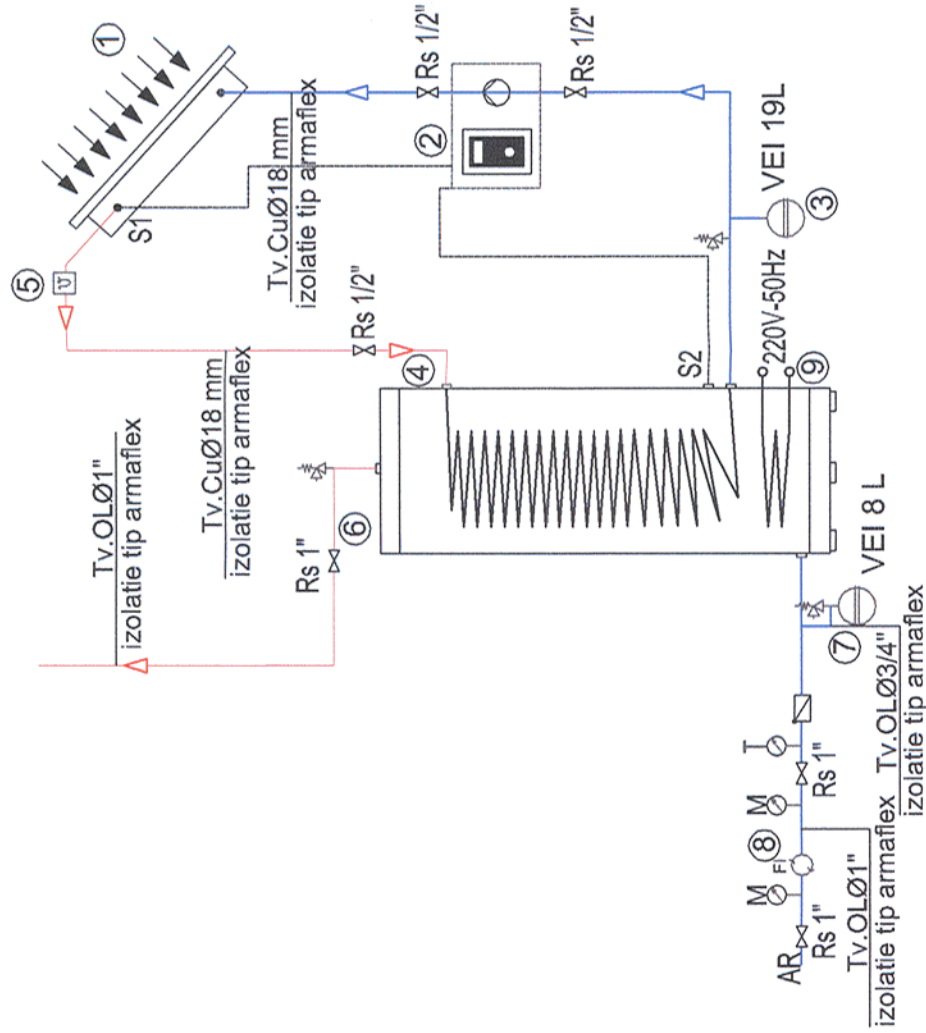 1
Rs 1/2"
Rs 1/2"
2
Tv.CuØ18 mm
izolatie tip armaflex
S1
5
VEI 19L
3
Rs 1/2"
4
220V-50Hz
S2
9
Tv.CuØ18 mm
izolatie tip armaflex
Tv.OLØ1"
izolatie tip armaflex
Rs 1"
6
VEI 8 L
7
Tv.OLØ3/4"
izolatie tip armaflex
T
Rs 1"
M
8
FI
M
AR
Rs 1"
Tv.OLØ1"
izolatie tip armaflex